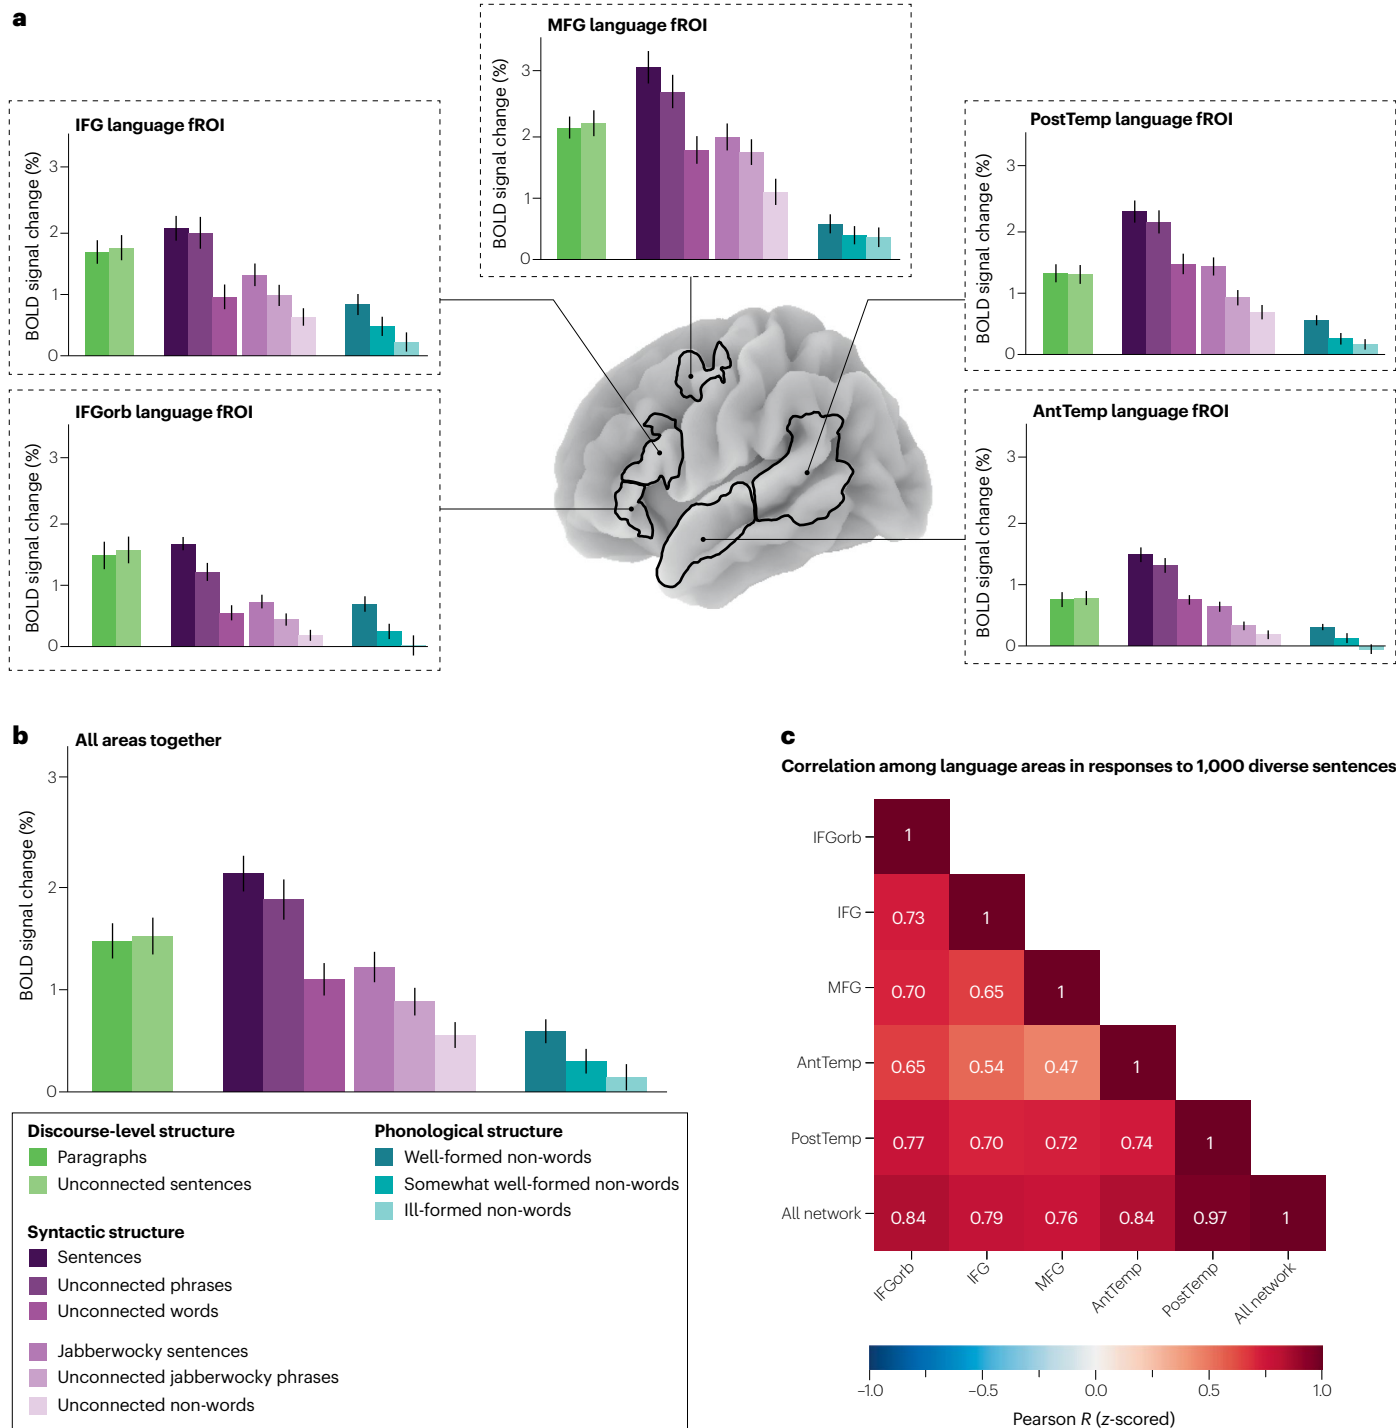 a
MFG language fROI
BOLD signal change (%)
3
2
1
0
IFG language fROI
BOLD signal change (%)
3
2
1
0
PostTemp language fROI
BOLD signal change (%)
3
2
1
0
IFGorb language fROI
BOLD signal change (%)
3
2
1
0
AntTemp language fROI
BOLD signal change (%)
3
2
1
0
b
All areas together
BOLD signal change (%)
3
2
1
0
Discourse-level structure
Paragraphs
Unconnected sentences
Syntactic structure
Sentences
Unconnected phrases
Unconnected words
Jabberwocky sentences
Unconnected jabberwocky phrases
Unconnected non-words
Phonological structure
Well-formed non-words
Somewhat well-formed non-words
Ill-formed non-words
c
Correlation among language areas in responses to 1,000 diverse sentences
IFGorb 1
IFG 0.73 1
MFG 0.70 0.65 1
AntTemp 0.65 0.54 0.47 1
PostTemp 0.77 0.70 0.72 0.74 1
All network 0.84 0.79 0.76 0.84 0.97 1
IFGorb IFG MFG AntTemp PostTemp All network
-1.0 -0.5 0.0 0.5 1.0
Pearson R (z-scored)